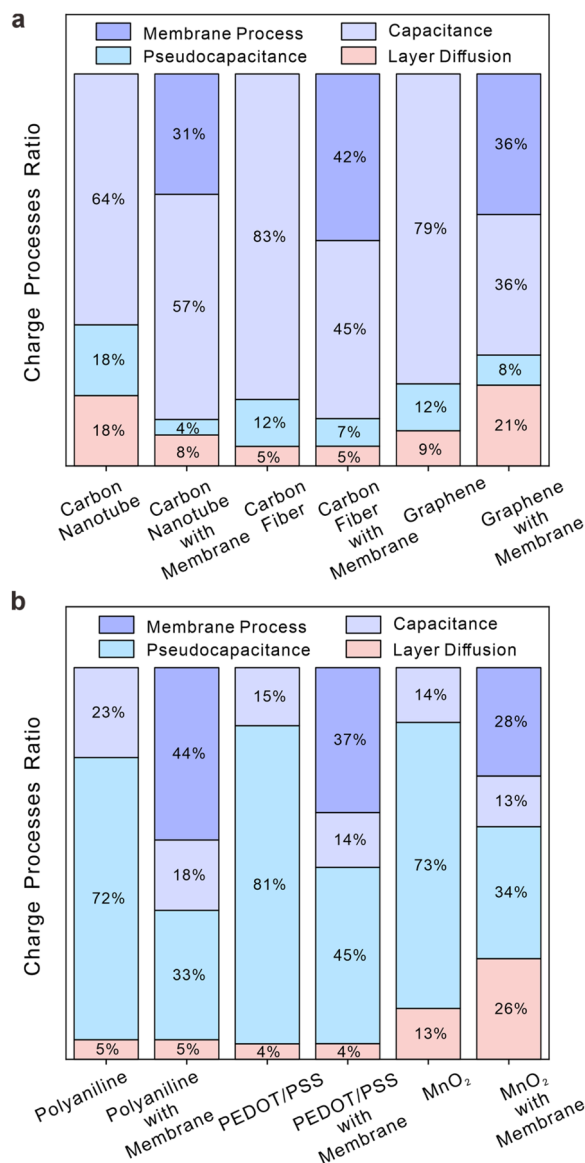 a
Membrane Process
Capacitance
Pseudocapacitance
Layer Diffusion
Charge Processes Ratio
64%
18%
18%
31%
57%
4%
8%
83%
12%
5%
42%
45%
7%
5%
79%
12%
9%
36%
36%
8%
21%
Carbon
Nanotube
Carbon
Nanotube
with
Membrane
Carbon
Fiber
Carbon
Fiber
with
Membrane
Graphene
Graphene
with Membrane
b
Membrane Process
Capacitance
Pseudocapacitance
Layer Diffusion
Charge Processes Ratio
23%
72%
5%
44%
18%
33%
5%
15%
81%
4%
37%
14%
45%
4%
14%
73%
13%
28%
13%
34%
26%
Polyaniline
Polyaniline
with
Membrane
PEDOT/PSS
PEDOT/PSS
with
Membrane
MnO₂
MnO₂
with Membrane